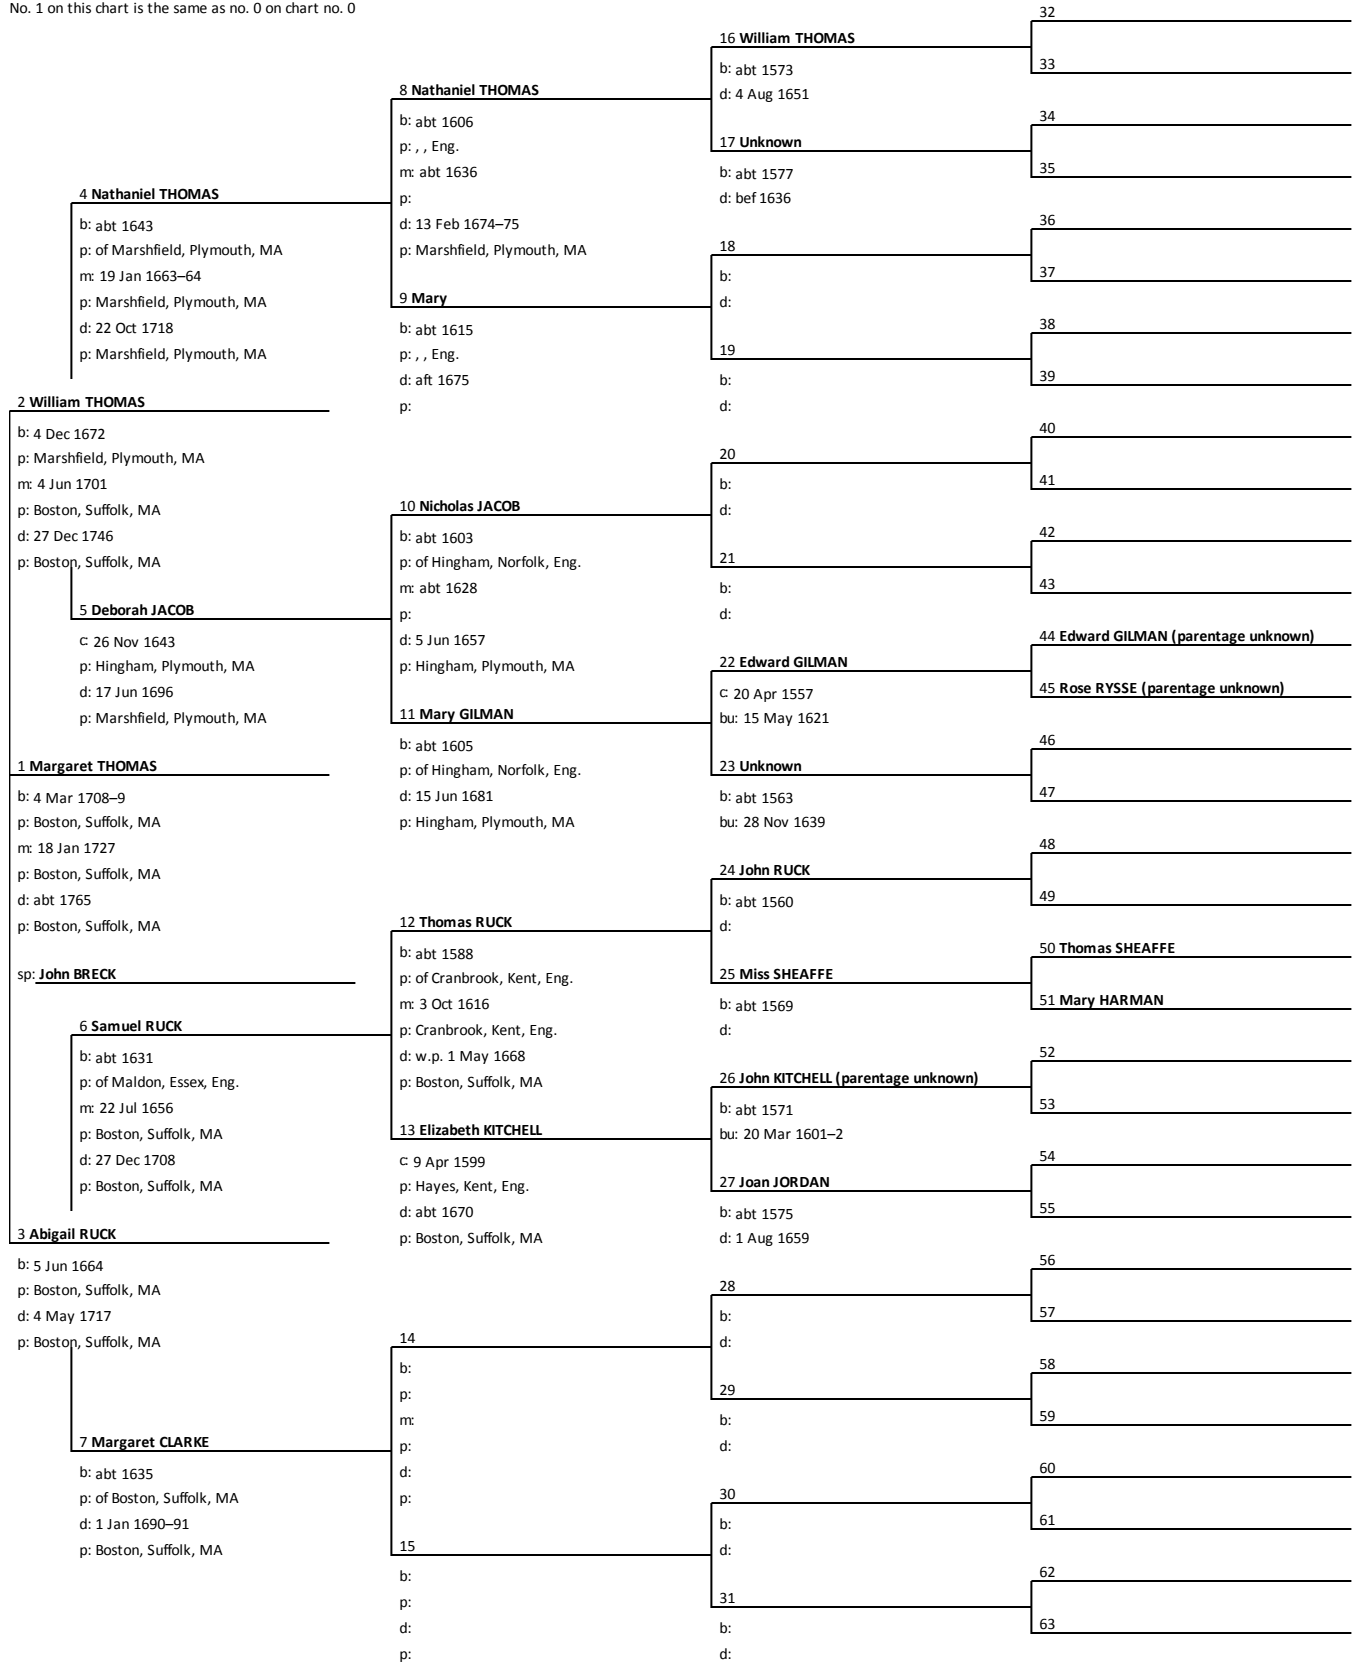 No. 1 on this chart is the same as no. 0 on chart no. 0
4 Nathaniel THOMAS
b: abt 1643
p: of Marshfield, Plymouth, MA
m: 19 Jan 1663–64
p: Marshfield, Plymouth, MA
d: 22 Oct 1718
p: Marshfield, Plymouth, MA
2 William THOMAS
b: 4 Dec 1672
p: Marshfield, Plymouth, MA
m: 4 Jun 1701
p: Boston, Suffolk, MA
d: 27 Dec 1746
p: Boston, Suffolk, MA
5 Deborah JACOB
c: 26 Nov 1643
p: Hingham, Plymouth, MA
d: 17 Jun 1696
p: Marshfield, Plymouth, MA
1 Margaret THOMAS
b: 4 Mar 1708–9
p: Boston, Suffolk, MA
m: 18 Jan 1727
p: Boston, Suffolk, MA
d: abt 1765
p: Boston, Suffolk, MA
sp: John BRECK
6 Samuel RUCK
b: abt 1631
p: of Maldon, Essex, Eng.
m: 22 Jul 1656
p: Boston, Suffolk, MA
d: 27 Dec 1708
p: Boston, Suffolk, MA
3 Abigail RUCK
b: 5 Jun 1664
p: Boston, Suffolk, MA
d: 4 May 1717
p: Boston, Suffolk, MA
7 Margaret CLARKE
b: abt 1635
p: of Boston, Suffolk, MA
d: 1 Jan 1690–91
p: Boston, Suffolk, MA
8 Nathaniel THOMAS
b: abt 1606
p: , , Eng.
m: abt 1636
p:
d: 13 Feb 1674–75
p: Marshfield, Plymouth, MA
9 Mary
b: abt 1615
p: , , Eng.
d: aft 1675
p:
10 Nicholas JACOB
b: abt 1603
p: of Hingham, Norfolk, Eng.
m: abt 1628
p:
d: 5 Jun 1657
p: Hingham, Plymouth, MA
11 Mary GILMAN
b: abt 1605
p: of Hingham, Norfolk, Eng.
d: 15 Jun 1681
p: Hingham, Plymouth, MA
12 Thomas RUCK
b: abt 1588
p: of Cranbrook, Kent, Eng.
m: 3 Oct 1616
p: Cranbrook, Kent, Eng.
d: w.p. 1 May 1668
p: Boston, Suffolk, MA
13 Elizabeth KITCHELL
c: 9 Apr 1599
p: Hayes, Kent, Eng.
d: abt 1670
p: Boston, Suffolk, MA
14
b:
p:
m:
p:
d:
p:
15
b:
p:
d:
p:
16 William THOMAS
b: abt 1573
d: 4 Aug 1651
17 Unknown
b: abt 1577
d: bef 1636
18
b:
d:
19
b:
d:
20
b:
d:
21
b:
d:
22 Edward GILMAN
c: 20 Apr 1557
bu: 15 May 1621
23 Unknown
b: abt 1563
bu: 28 Nov 1639
24 John RUCK
b: abt 1560
d:
25 Miss SHEAFFE
b: abt 1569
d:
26 John KITCHELL (parentage unknown)
b: abt 1571
bu: 20 Mar 1601–2
27 Joan JORDAN
b: abt 1575
d: 1 Aug 1659
28
b:
d:
29
b:
d:
30
b:
d:
31
b:
d:
32
33
34
35
36
37
38
39
40
41
42
43
44 Edward GILMAN (parentage unknown)
45 Rose RYSSE (parentage unknown)
46
47
48
49
50 Thomas SHEAFFE
51 Mary HARMAN
52
53
54
55
56
57
58
59
60
61
62
63